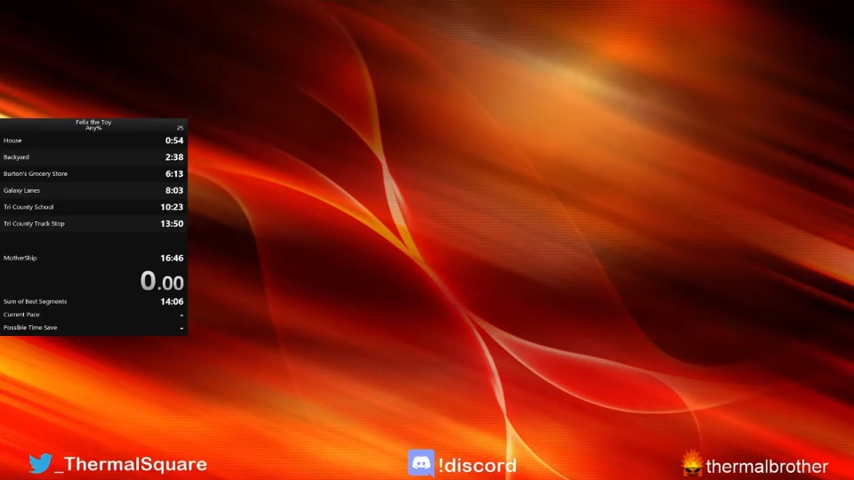 Felix the Toy
Any% 25
House 0:54
Backyard 2:38
Burton's Grocery Store 6:13
Galaxy Lanes 8:03
Tri County School 10:23
Tri County Truck Stop 13:50
MotherShip 16:46
0.00
Sum of Best Segments 14:06
Current Pace -
Possible Time Save -
_ThermalSquare
!discord
thermalbrother